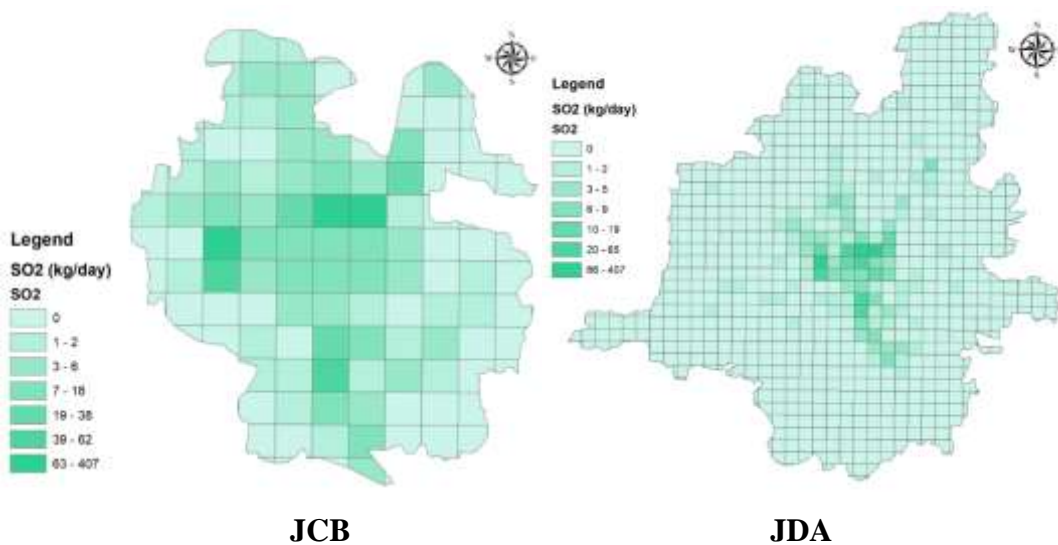 Legend
SO2 (kg/day)
SO2
0
1 - 2
3 - 6
7 - 18
19 - 38
39 - 62
63 - 407
Legend
SO2 (kg/day)
SO2
0
1 - 2
3 - 5
6 - 9
10 - 19
20 - 65
66 - 407
JCB
JDA